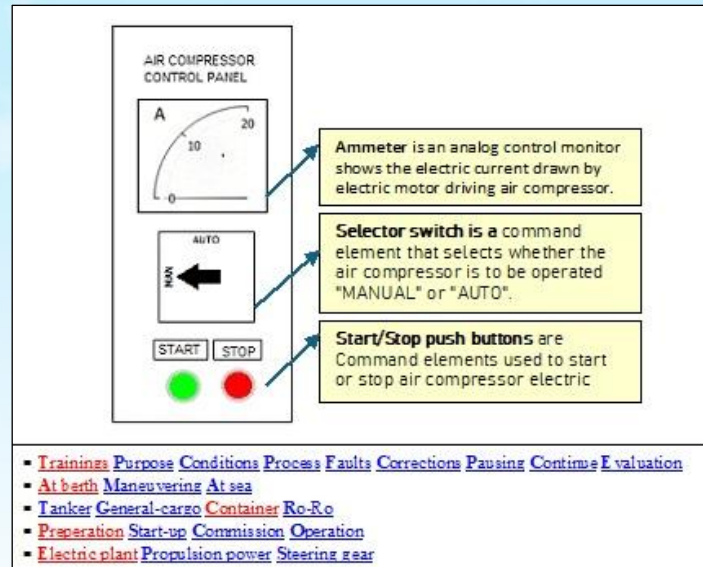 AIR COMPRESSOR
CONTROL PANEL
A
20
10
0
Ammeter is an analog control monitor
shows the electric current drawn by
electric motor driving air compressor.
AUTO
MAN
Selector switch is a command
element that selects whether the
air compressor is to be operated
"MANUAL" or "AUTO".
START STOP
Start/Stop push buttons are
Command elements used to start
or stop air compressor electric
Trainings Purpose Conditions Process Faults Corrections Pausing Continue Evaluation
At berth Maneuvering At sea
Tanker General-cargo Container Ro-Ro
Preperation Start-up Commission Operation
Electric plant Propulsion power Steering gear